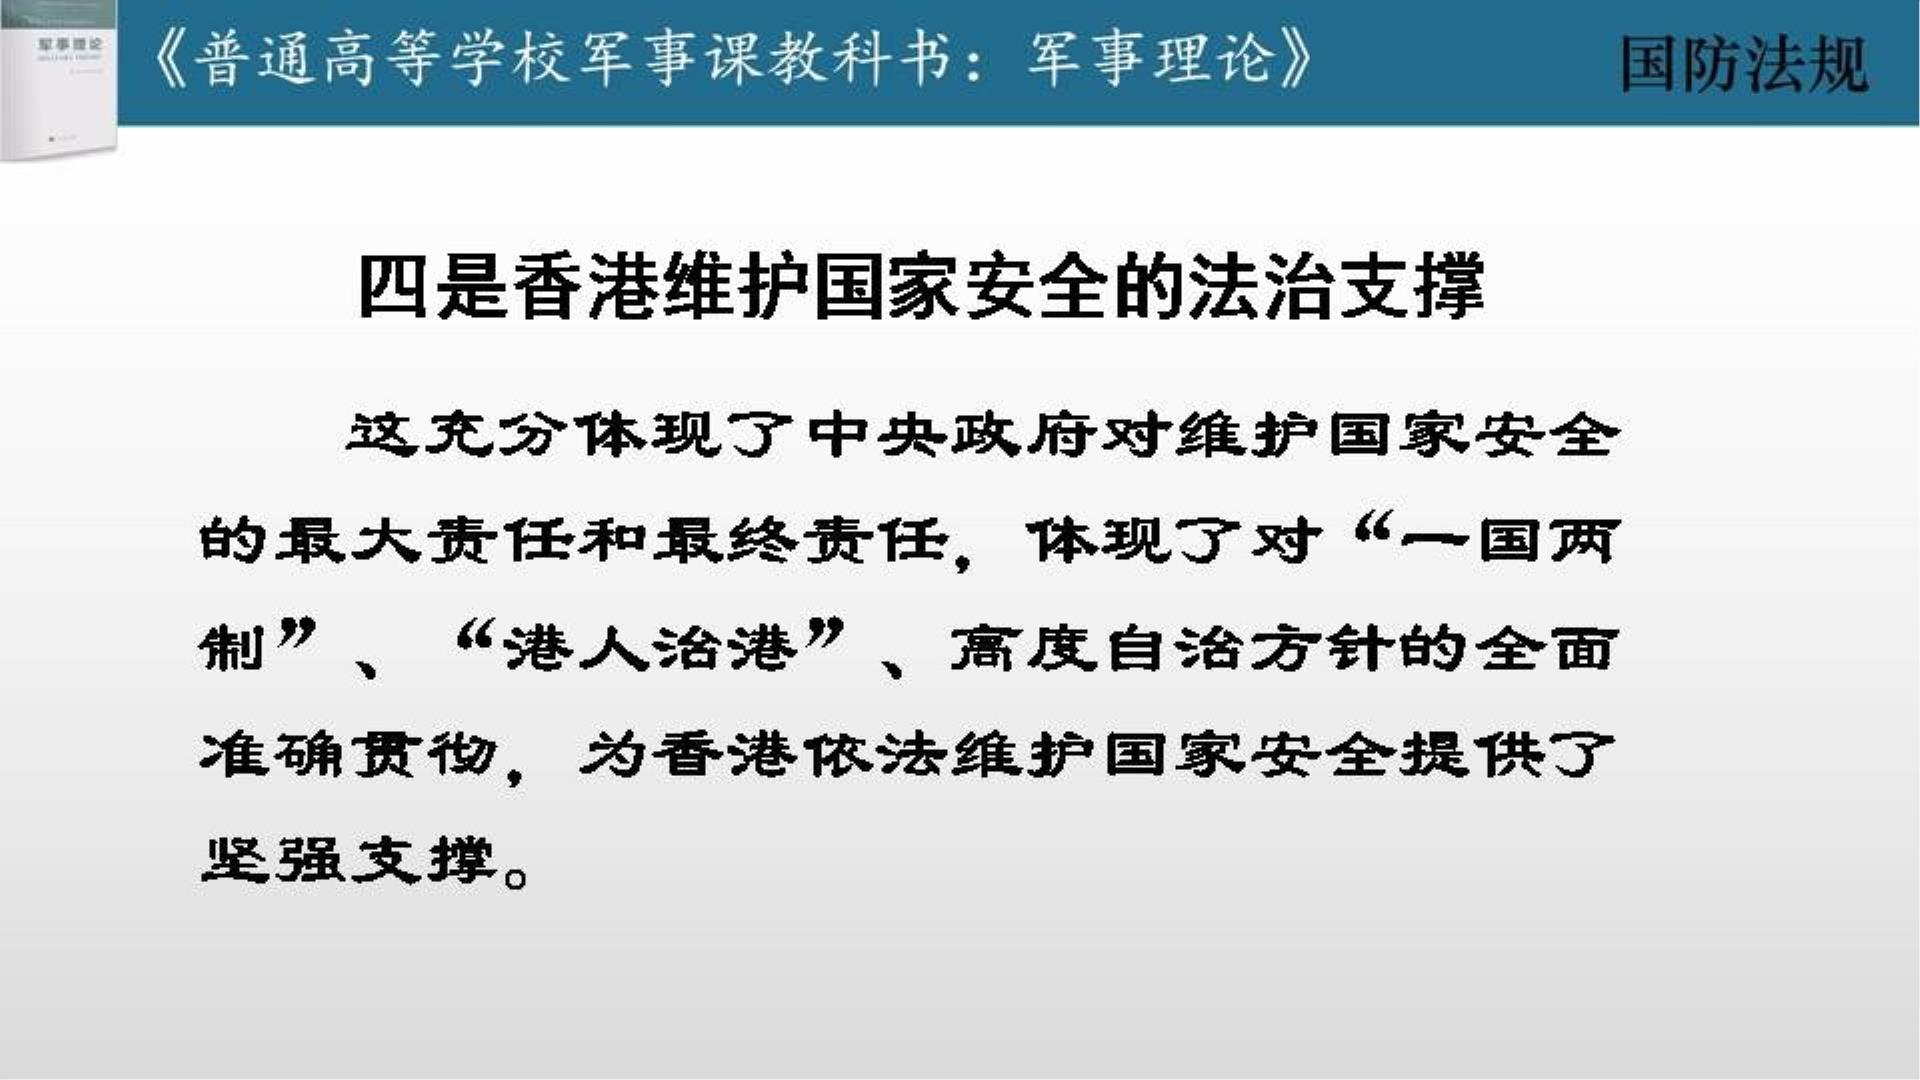 军事理论
《普通高等学校军事课教科书：军事理论》
国防法规
四是香港维护国家安全的法治支撑
这充分体现了中央政府对维护国家安全
的最大责任和最终责任，体现了对“一国两
制”、“港人治港”、高度自治方针的全面
准确贯彻，为香港依法维护国家安全提供了
坚强支撑。